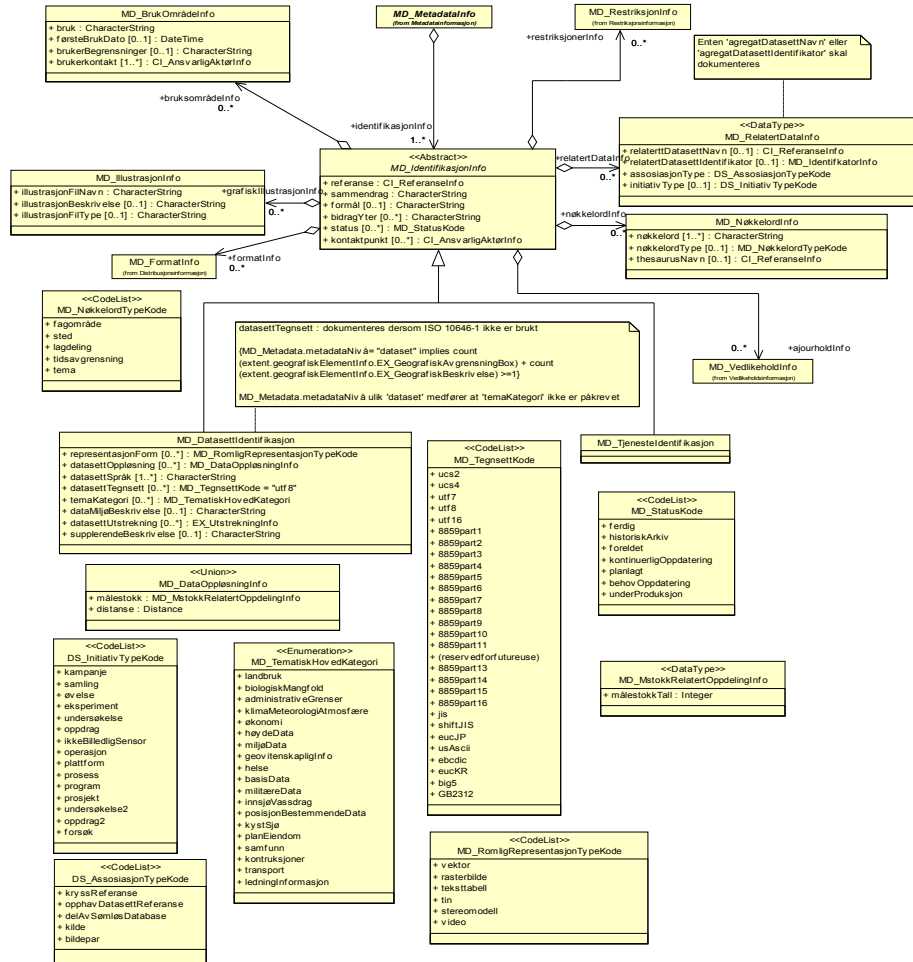 MD_BrukOmrådeInfo
+ bruk : CharacterString
+ førsteBrukDato [0..1] : DateTime
+ brukerBegrensninger [0..1] : CharacterString
+ brukerkontakt [1..*] : CI_AnsvarligAktørInfo
MD_MetadataInfo
(from Metadatainformasjon)
MD_RestriksjonInfo
(from Restriksjonsinformasjon)
+restriksjonerInfo
0..*
Enten 'agregatDatasettNavn' eller
'agregatDatasettIdentifikator' skal
dokumenteres
+bruksområdeInfo
0..*
+identifikasjonInfo
1..*
<<DataType>>
MD_RelatertDataInfo
+ relaterttDatasettNavn [0..1] : CI_ReferanseInfo
+ relatertDatasettIdentifikator [0..1] : MD_IdentifkatorInfo
+ assosiasjonType : DS_AssosiasjonTypeKode
+ initiativType [0..1] : DS_InitiativTypeKode
<<Abstract>>
MD_IdentifikasjonInfo
+ referanse : CI_ReferanseInfo
+ sammendrag : CharacterString
+ formål [0..1] : CharacterString
+ bidragYter [0..*] : CharacterString
+ status [0..*] : MD_StatusKode
+ kontaktpunkt [0..*] : CI_AnsvarligAktørInfo
+relatertDataInfo
0..*
MD_IllustrasjonInfo
+ illustrasjonFilNavn : CharacterString
+ illustrasjonBeskrivelse [0..1] : CharacterString
+ illustrasjonFilType [0..1] : CharacterString
+grafiskIllustrasjonInfo
0..*
+nøkkelordInfo
0..*
MD_NøkkelordInfo
+ nøkkelord [1..*] : CharacterString
+ nøkkelordType [0..1] : MD_NøkkelordTypeKode
+ thesaurusNavn [0..1] : CI_ReferanseInfo
MD_FormatInfo
(from Distribusjonsinformasjon)
+formatInfo
0..*
<<CodeList>>
MD_NøkkelordTypeKode
+ fagområde
+ sted
+ lagdeling
+ tidsavgrensning
+ tema
datasettTegnsett : dokumenteres dersom ISO 10646-1 ikke er brukt
{MD_Metadata.metadataNivå= "dataset" implies count
(extent.geografiskElementInfo.EX_GeografiskAvgrensningBox) + count
(extent.geografiskElementInfo.EX_GeografiskBeskrivelse) >=1}
MD_Metadata.metadataNivå ulik 'dataset' medfører at 'temaKategori' ikke er påkrevet
0..*
+ajourholdInfo
MD_VedlikeholdInfo
(from Vedlikeholdsinformasjon)
MD_DatasettIdentifikasjon
+ representasjonForm [0..*] : MD_RomligRepresentasjonTypeKode
+ datasettOppløsning [0..*] : MD_DataOppløsningInfo
+ datasettSpråk [1..*] : CharacterString
+ datasettTegnsett [0..*] : MD_TegnsettKode = "utf8"
+ temaKategori [0..*] : MD_TematiskHovedKategori
+ dataMiljøBeskrivelse [0..1] : CharacterString
+ datasettUtstrekning [0..*] : EX_UtstrekningInfo
+ supplerendeBeskrivelse [0..1] : CharacterString
<<CodeList>>
MD_TegnsettKode
+ ucs2
+ ucs4
+ utf7
+ utf8
+ utf16
+ 8859part1
+ 8859part2
+ 8859part3
+ 8859part4
+ 8859part5
+ 8859part6
+ 8859part7
+ 8859part8
+ 8859part9
+ 8859part10
+ 8859part11
+ (reservedforfutureuse)
+ 8859part13
+ 8859part14
+ 8859part15
+ 8859part16
+ jis
+ shiftJIS
+ eucJP
+ usAscii
+ ebcdic
+ eucKR
+ big5
+ GB2312
MD_TjenesteIdentifikasjon
<<CodeList>>
MD_StatusKode
+ ferdig
+ historiskArkiv
+ foreldet
+ kontinuerligOppdatering
+ planlagt
+ behovOppdatering
+ underProduksjon
<<Union>>
MD_DataOppløsningInfo
+ målestokk : MD_MstokkRelatertOppdelingInfo
+ distanse : Distance
<<CodeList>>
DS_InitiativTypeKode
+ kampanje
+ samling
+ øvelse
+ eksperiment
+ undersøkelse
+ oppdrag
+ ikkeBilledligSensor
+ operasjon
+ plattform
+ prosess
+ program
+ prosjekt
+ undersøkelse2
+ oppdrag2
+ forsøk
<<Enumeration>>
MD_TematiskHovedKategori
+ landbruk
+ biologiskMangfold
+ administrativeGrenser
+ klimaMeteorologiAtmosfære
+ økonomi
+ høydeData
+ miljøData
+ geovitenskapligInfo
+ helse
+ basisData
+ militæreData
+ innsjøVassdrag
+ posisjonBestemmendeData
+ kystSjø
+ planEiendom
+ samfunn
+ kontruksjoner
+ transport
+ ledningInformasjon
<<DataType>>
MD_MstokkRelatertOppdelingInfo
+ målestokkTall : Integer
<<CodeList>>
MD_RomligRepresentasjonTypeKode
+ vektor
+ rasterbilde
+ teksttabell
+ tin
+ stereomodell
+ video
<<CodeList>>
DS_AssosiasjonTypeKode
+ kryssReferanse
+ opphavDatasettReferanse
+ delAvSømløsDatabase
+ kilde
+ bildepar